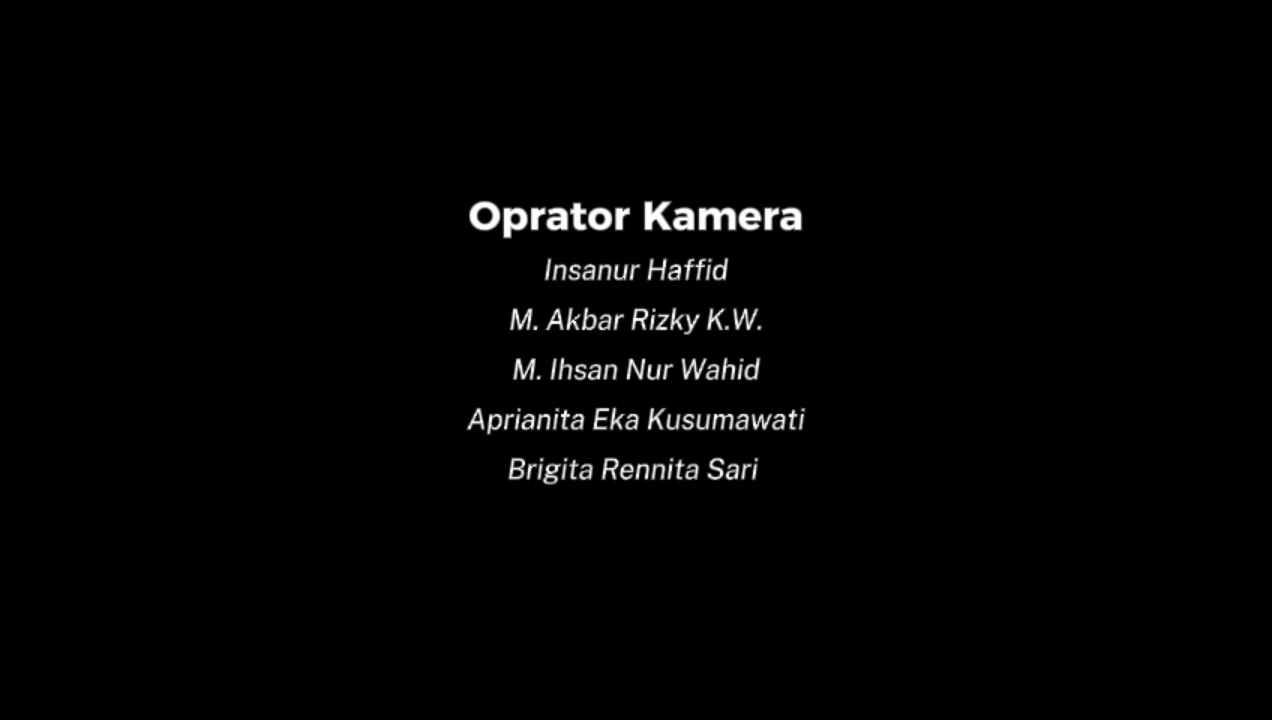 Oprator Kamera
Insanur Haffid
M. Akbar Rizky K.W.
M. Ihsan Nur Wahid
Aprianita Eka Kusumawati
Brigita Rennita Sari